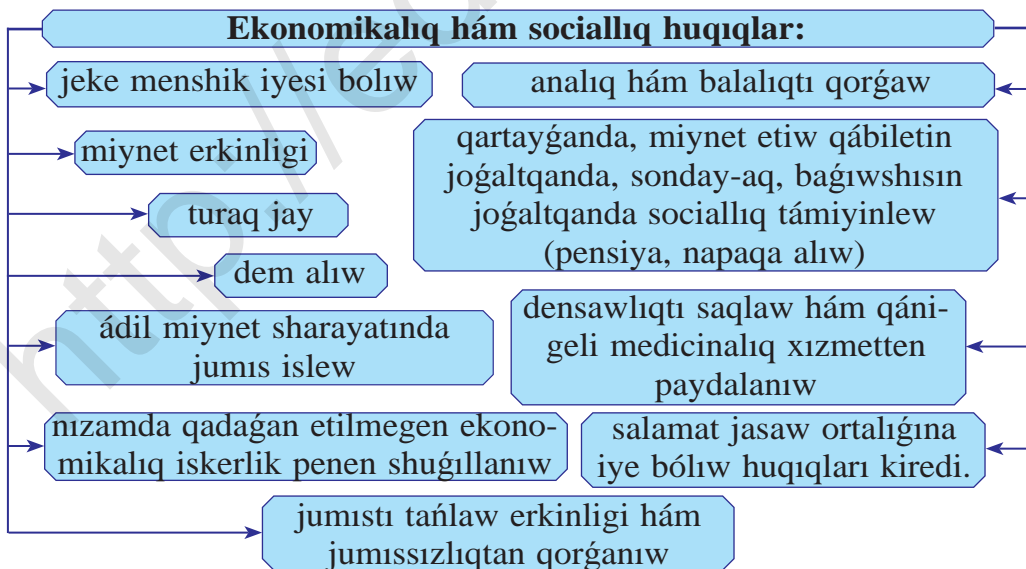 Ekonomikalıq hám sociallıq huqıqlar:
jeke menshik iyesi bolıw
miynet erkinligi
turaq jay
dem alıw
ádil miynet sharayatında
jumıs islew
nızamda qadaǵan etilmegen ekono-
mikalıq iskerlik penen shuǵıllanıw
jumıstı tańlaw erkinligi hám
jumıssızlıqtan qorǵanıw
analıq hám balalıqtı qorǵaw
qartayǵanda, miynet etiw qábiletin
joǵaltqanda, sonday-aq, baǵıwshısın
joǵaltqanda sociallıq támiyinlew
(pensiya, napaqa alıw)
densawlıqtı saqlaw hám qáni-
geli medicinalıq xızmetten
paydalanıw
salamat jasaw ortalıǵına
iye bólıw huqıqları kiredi.
http://e